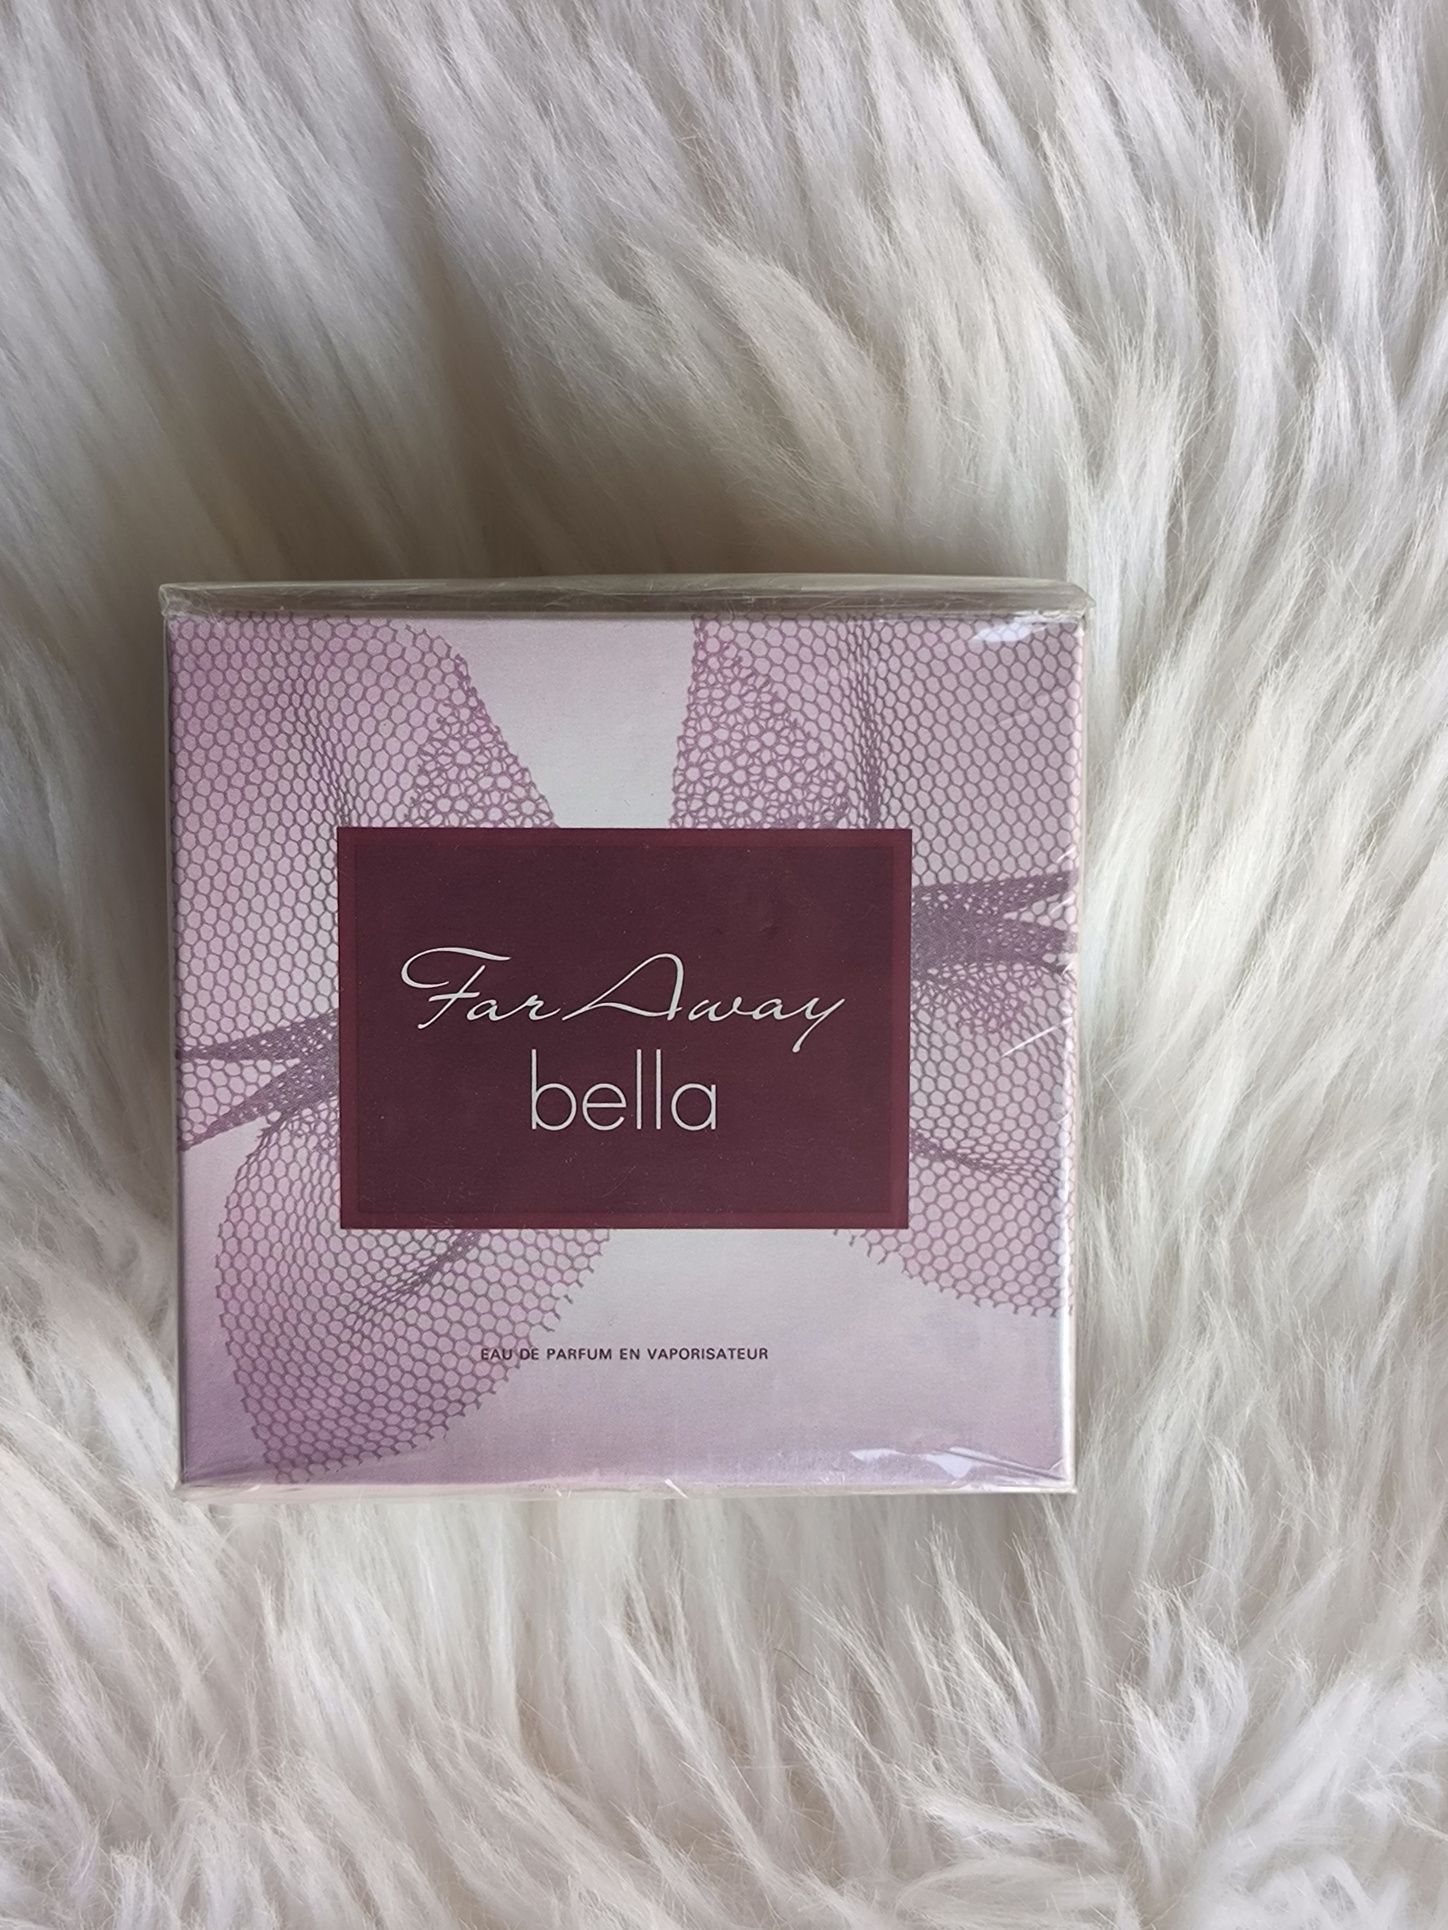 Far Away
bella
EAU DE PARFUM EN VAPORISATEUR